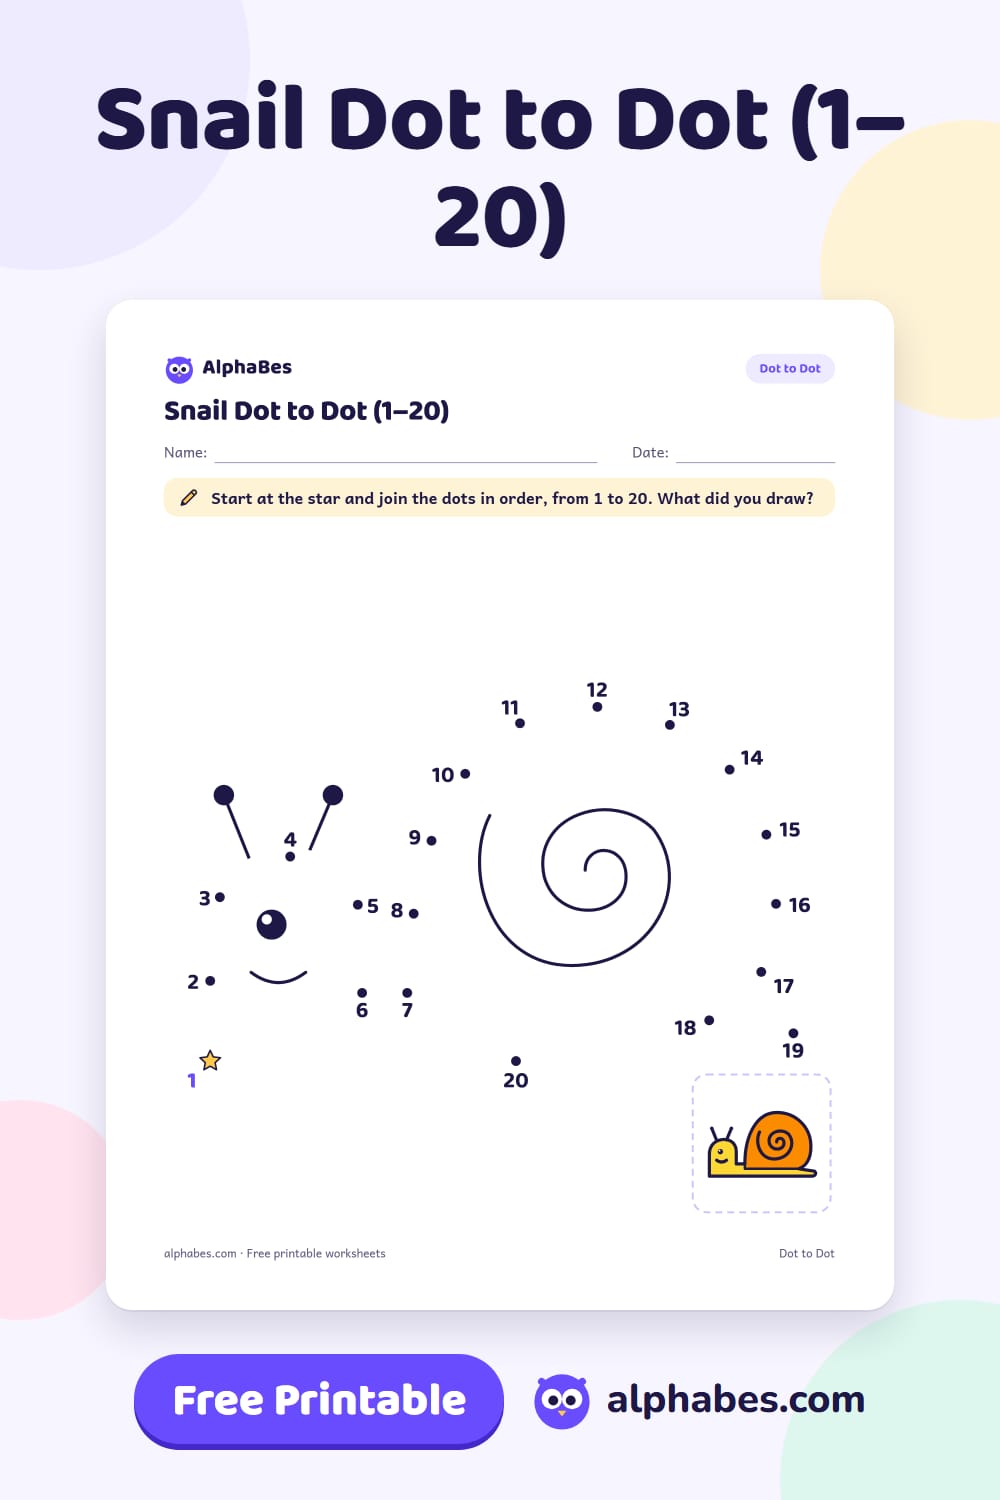 Snail Dot to Dot (1–
20)
AlphaBes
Dot to Dot
Snail Dot to Dot (1–20)
Name:
Date:
Start at the star and join the dots in order, from 1 to 20. What did you draw?
12
11
13
14
10
15
4
9
3
5
8
16
2
17
6
7
18
19
1
20
alphabes.com · Free printable worksheets
Dot to Dot
Free Printable
alphabes.com